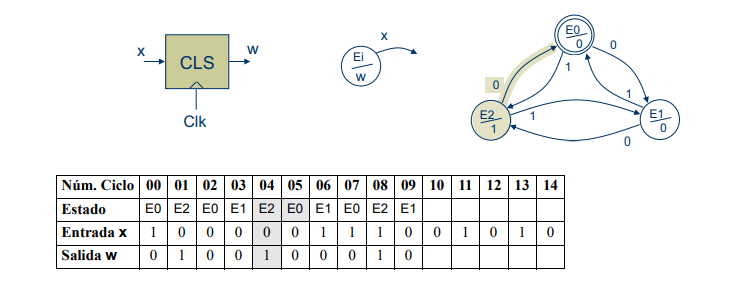 x
CLS
w
Clk
Ei
w
x
E0
0
0
1
0
1
E2
1
1
E1
0
0
Núm. Ciclo 00 01 02 03 04 05 06 07 08 09 10 11 12 13 14
Estado E0 E2 E0 E1 E2 E0 E1 E0 E2 E1
Entrada x 1 0 0 0 0 0 1 1 1 0 0 1 0 1 0
Salida w 0 1 0 0 1 0 0 0 1 0